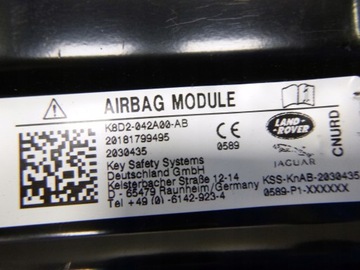 AIRBAG MODULE
K8D2-042A00-AB
20181799495
2030435
0589
LAND-
ROVER
JAGUAR
CNURD
Key Safety Systems
Deutschland GmbH
Kelsterbacher Straße 12-14
D - 65479 Raunheim/Germany
Tel +49 (0) -6142-923-4
KSS-KnAB-2030435
0589-P1-XXXXXX